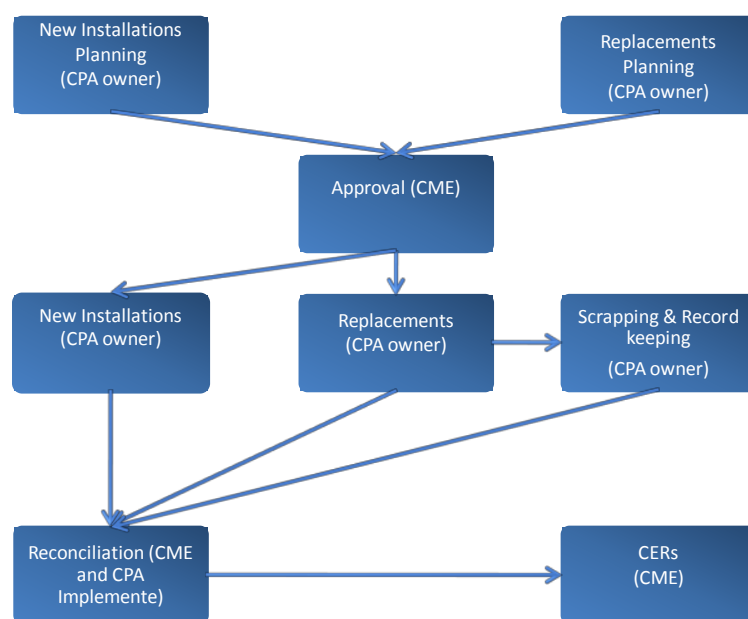 New Installations
Planning
(CPA owner)
Replacements
Planning
(CPA owner)
Approval (CME)
New Installations
(CPA owner)
Replacements
(CPA owner)
Scrapping & Record
keeping
(CPA owner)
Reconciliation (CME
and CPA
Implemente)
CERs
(CME)